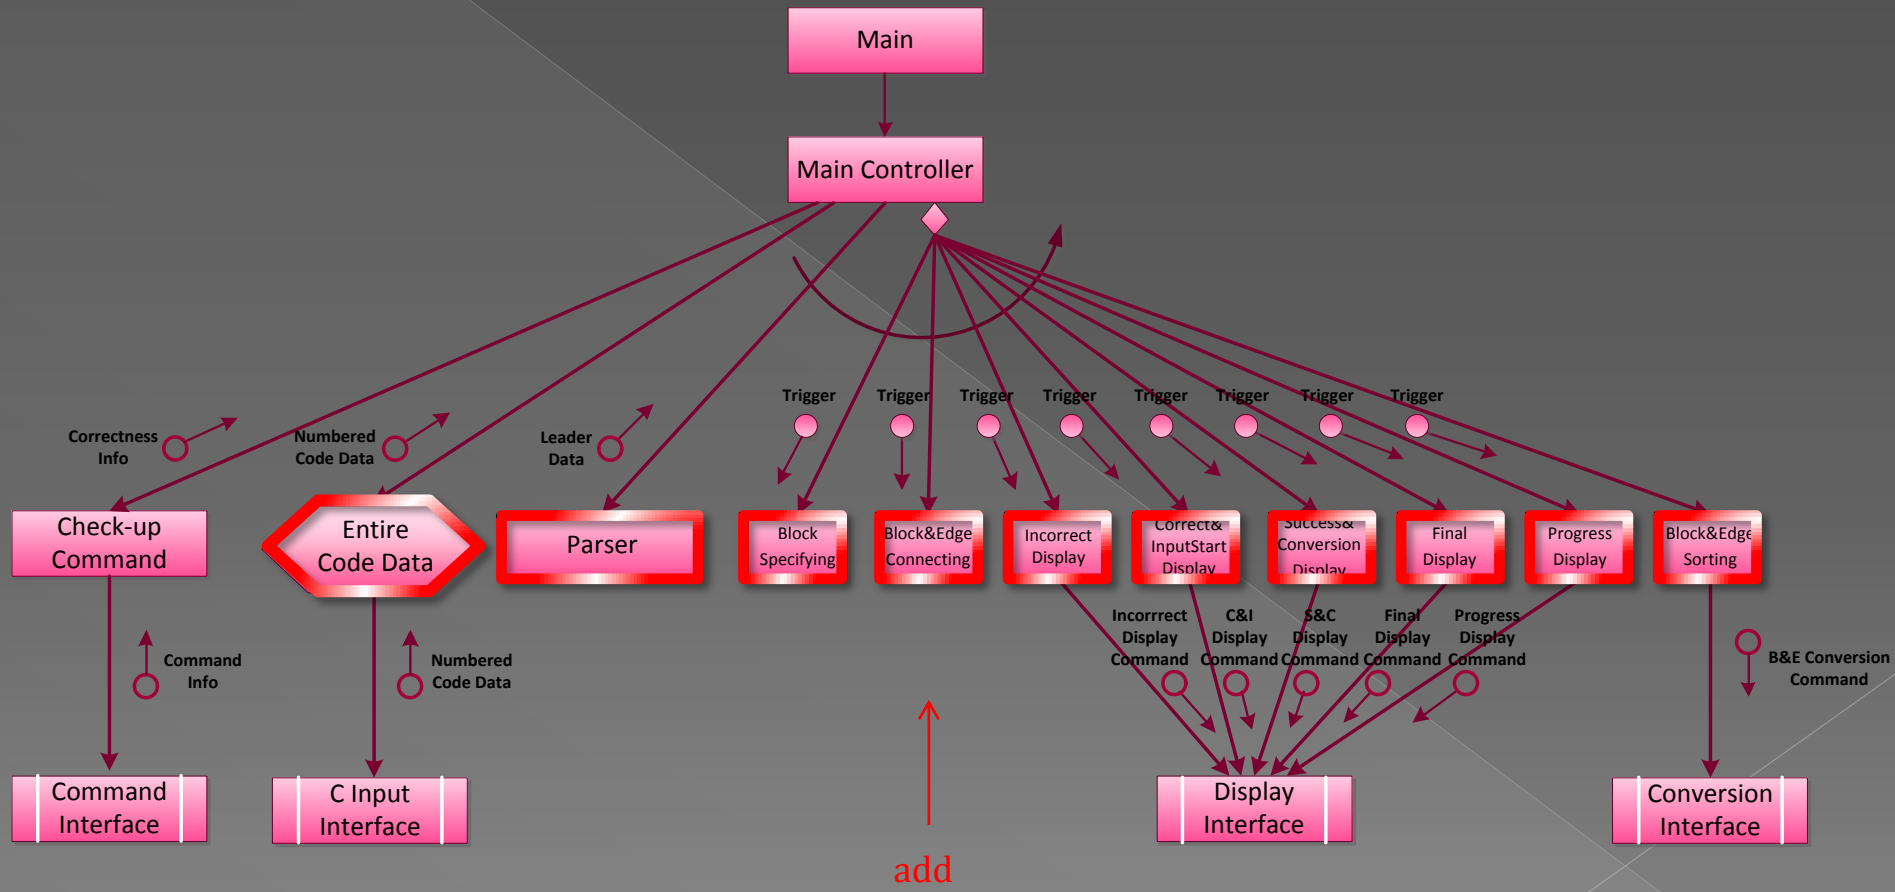 Main
Main Controller
Trigger
Trigger
Trigger
Trigger
Trigger
Trigger
Trigger
Trigger
Correctness
Info
Numbered
Code Data
Leader
Data
Check-up
Command
Entire
Code Data
Parser
Block
Specifying
Block&Edge
Connecting
Incorrect
Display
Correct&
InputStart
Display
Success&
Conversion
Display
Final
Display
Progress
Display
Block&Edge
Sorting
Command
Info
Numbered
Code Data
Incorrrect
Display
Command
C&I
Display
Command
S&C
Display
Command
Final
Display
Command
Progress
Display
Command
B&E Conversion
Command
Command
Interface
C Input
Interface
Display
Interface
Conversion
Interface
add